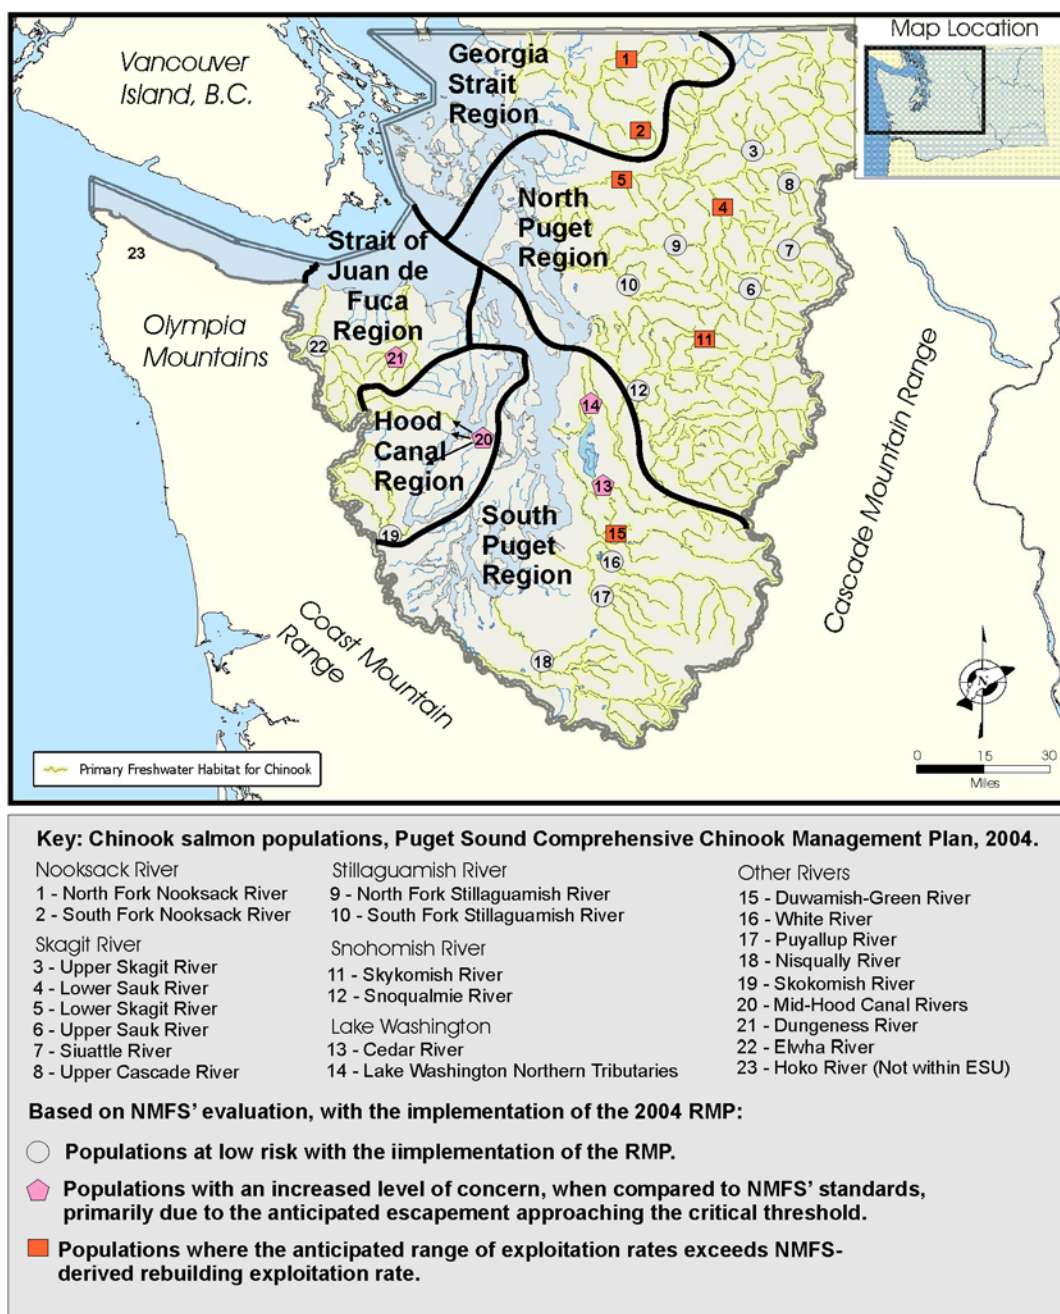 Map Location
Vancouver
Island, B.C.
Georgia
Strait
Region
1
2
3
8
5
4
North
Puget
Region
9
7
10
6
23
Strait of
Juan de
Fuca
Region
Olympia
Mountains
22
21
11
12
14
Hood
Canal
Region
20
13
19
South
Puget
Region
15
16
17
18
Coast Mountain
Range
Cascade Mountain Range
N
0 15 30
Miles
Primary Freshwater Habitat for Chinook
Key: Chinook salmon populations, Puget Sound Comprehensive Chinook Management Plan, 2004.
Nooksack River
1 - North Fork Nooksack River
2 - South Fork Nooksack River
Skagit River
3 - Upper Skagit River
4 - Lower Sauk River
5 - Lower Skagit River
6 - Upper Sauk River
7 - Siuattle River
8 - Upper Cascade River
Stillaguamish River
9 - North Fork Stillaguamish River
10 - South Fork Stillaguamish River
Snohomish River
11 - Skykomish River
12 - Snoqualmie River
Lake Washington
13 - Cedar River
14 - Lake Washington Northern Tributaries
Other Rivers
15 - Duwamish-Green River
16 - White River
17 - Puyallup River
18 - Nisqually River
19 - Skokomish River
20 - Mid-Hood Canal Rivers
21 - Dungeness River
22 - Elwha River
23 - Hoko River (Not within ESU)
Based on NMFS' evaluation, with the implementation of the 2004 RMP:
Populations at low risk with the iimplementation of the RMP.
Populations with an increased level of concern, when compared to NMFS' standards,
primarily due to the anticipated escapement approaching the critical threshold.
Populations where the anticipated range of exploitation rates exceeds NMFS-
derived rebuilding exploitation rate.